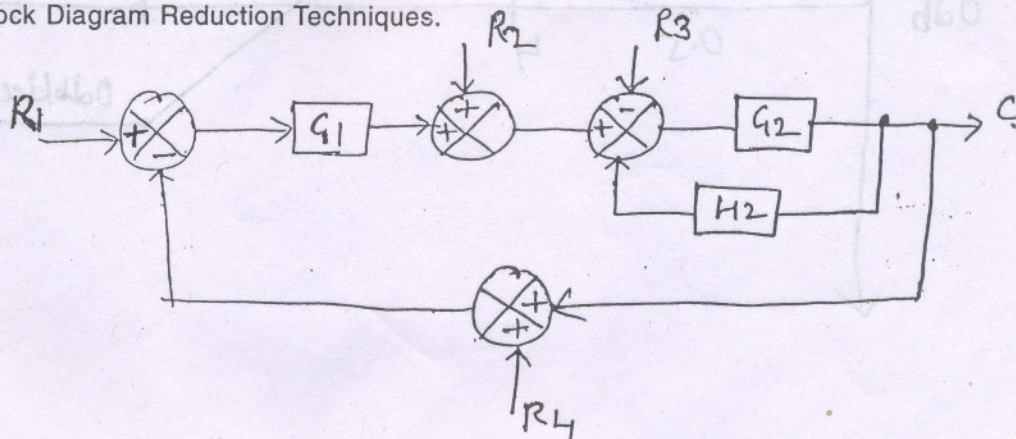 ock Diagram Reduction Techniques.
R2
R3
R1
+
-
G1
+
+
-
+
G2
C
H2
+
+
R4